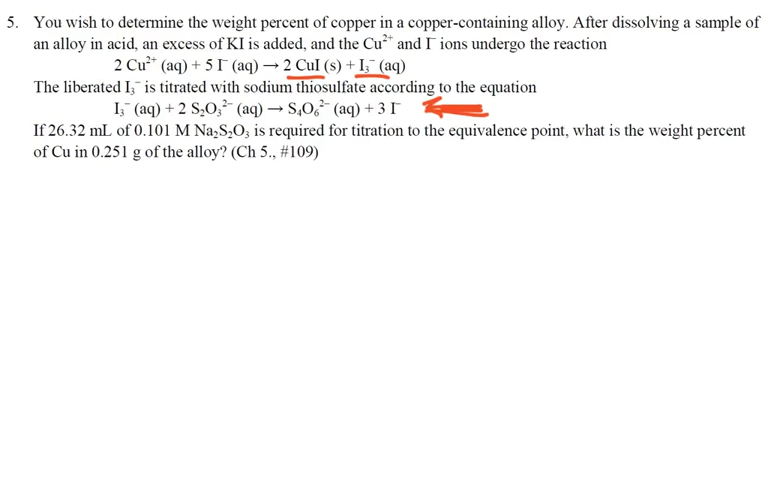 5. You wish to determine the weight percent of copper in a copper-containing alloy. After dissolving a sample of
an alloy in acid, an excess of KI is added, and the Cu²⁺ and I⁻ ions undergo the reaction
2 Cu²⁺ (aq) + 5 I⁻ (aq) → 2 CuI (s) + I₃⁻ (aq)
The liberated I₃⁻ is titrated with sodium thiosulfate according to the equation
I₃⁻ (aq) + 2 S₂O₃²⁻ (aq) → S₄O₆²⁻ (aq) + 3 I⁻
If 26.32 mL of 0.101 M Na₂S₂O₃ is required for titration to the equivalence point, what is the weight percent
of Cu in 0.251 g of the alloy? (Ch 5., #109)